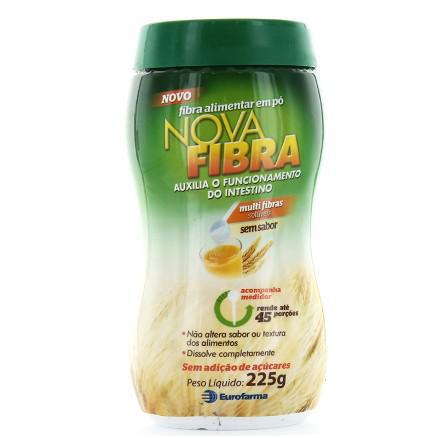 NOVO
fibra alimentar em pó
NOVA
FIBRA
AUXILIA O FUNCIONAMENTO
DO INTESTINO
multi fibras
solúveis
sem sabor
acompanha
medidor
rende até
45 porções
• Não altera sabor ou textura
dos alimentos
• Dissolve completamente
Sem adição de açúcares
Peso Líquido: 225g
Eurofarma